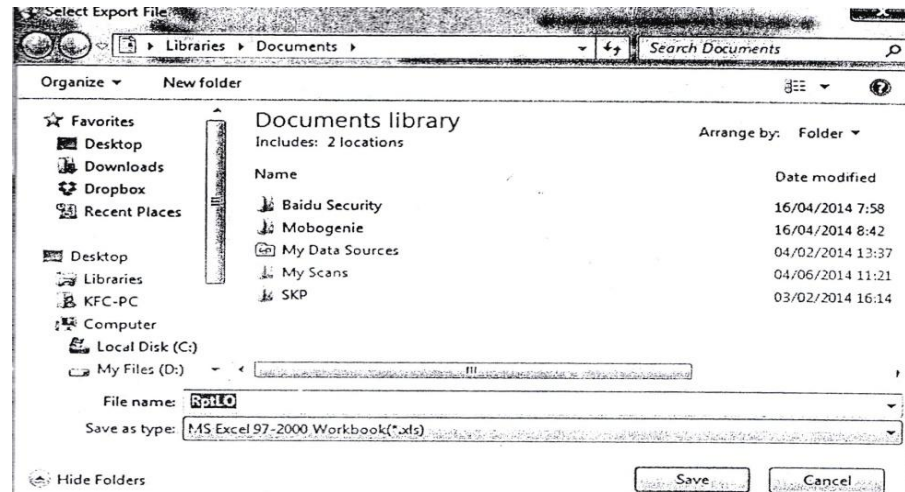 Select Export File
Libraries Documents
Search Documents
Organize New folder
Favorites
Desktop
Downloads
Dropbox
Recent Places
Desktop
Libraries
KFC-PC
Computer
Local Disk (C:)
My Files (D:)
Documents library
Includes: 2 locations
Arrange by: Folder
Name Date modified
Baidu Security 16/04/2014 7:58
Mobogenie 16/04/2014 8:42
My Data Sources 04/02/2014 13:37
My Scans 04/06/2014 11:21
SKP 03/02/2014 16:14
File name: RptLO
Save as type: MS Excel 97-2000 Workbook(*.xls)
Hide Folders Save Cancel